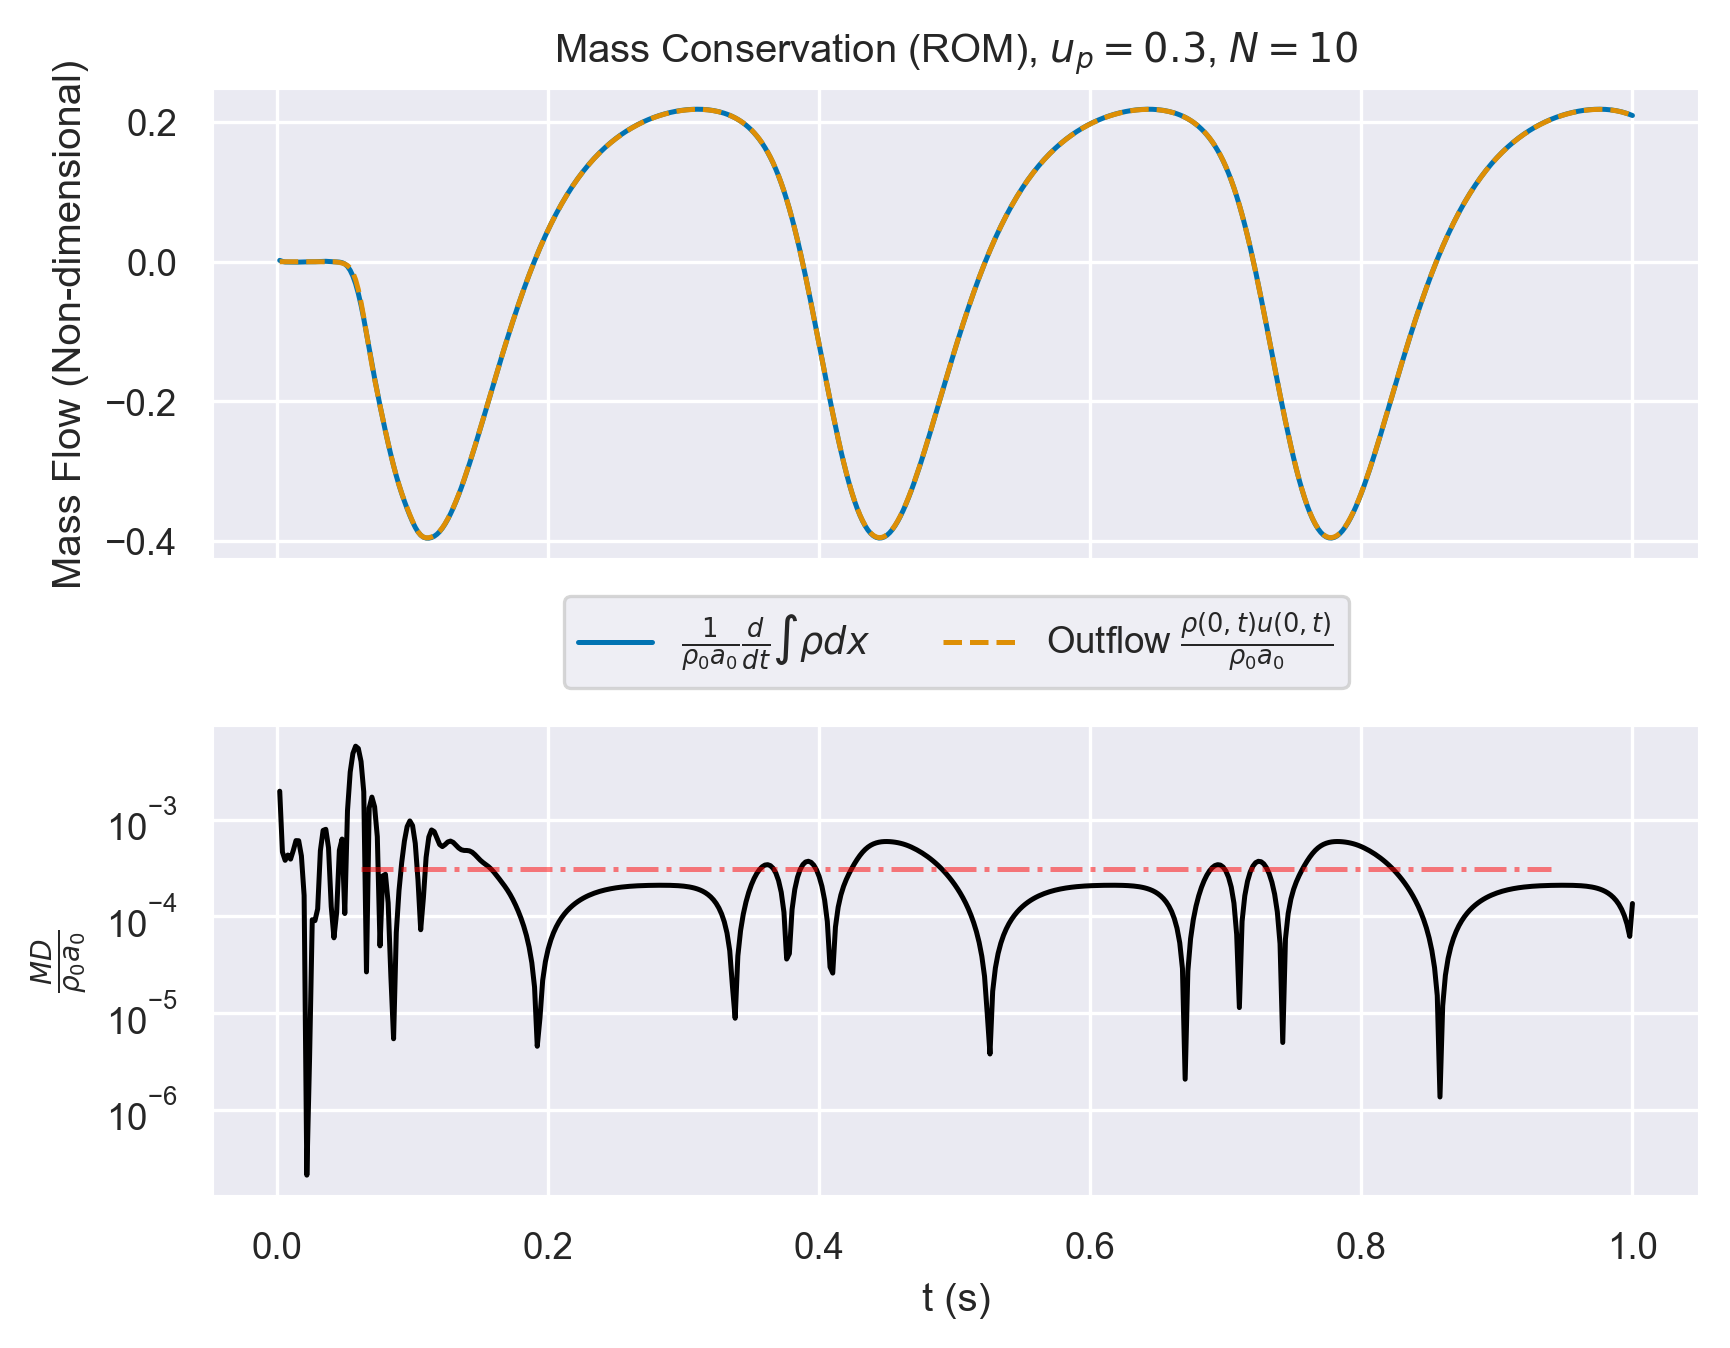 Mass Conservation (ROM), $u_p = 0.3$, $N = 10$
Mass Flow (Non-dimensional)
0.2
0.0
−0.2
−0.4
$\frac{1}{\rho_0 a_0}\frac{d}{dt}\int \rho dx$
Outflow $\frac{\rho(0,t)u(0,t)}{\rho_0 a_0}$
$\frac{MD}{\rho_0 a_0}$
$10^{-3}$
$10^{-4}$
$10^{-5}$
$10^{-6}$
0.0 0.2 0.4 0.6 0.8 1.0
t (s)